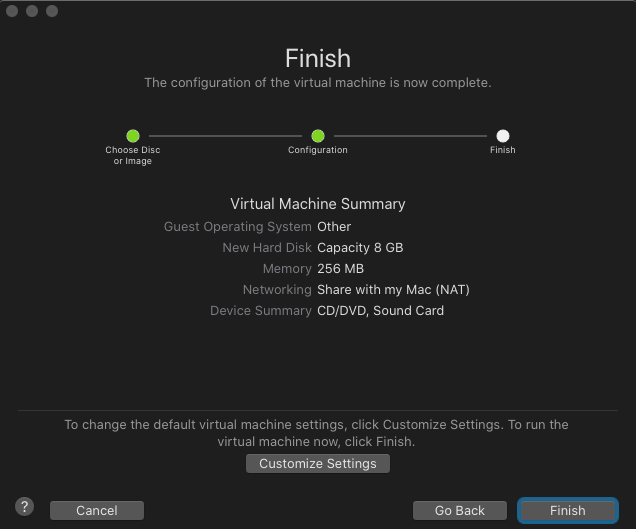 Finish
The configuration of the virtual machine is now complete.
Choose Disc
or Image
Configuration
Finish
Virtual Machine Summary
Guest Operating System Other
New Hard Disk Capacity 8 GB
Memory 256 MB
Networking Share with my Mac (NAT)
Device Summary CD/DVD, Sound Card
To change the default virtual machine settings, click Customize Settings. To run the
virtual machine now, click Finish.
Customize Settings
? Cancel Go Back Finish